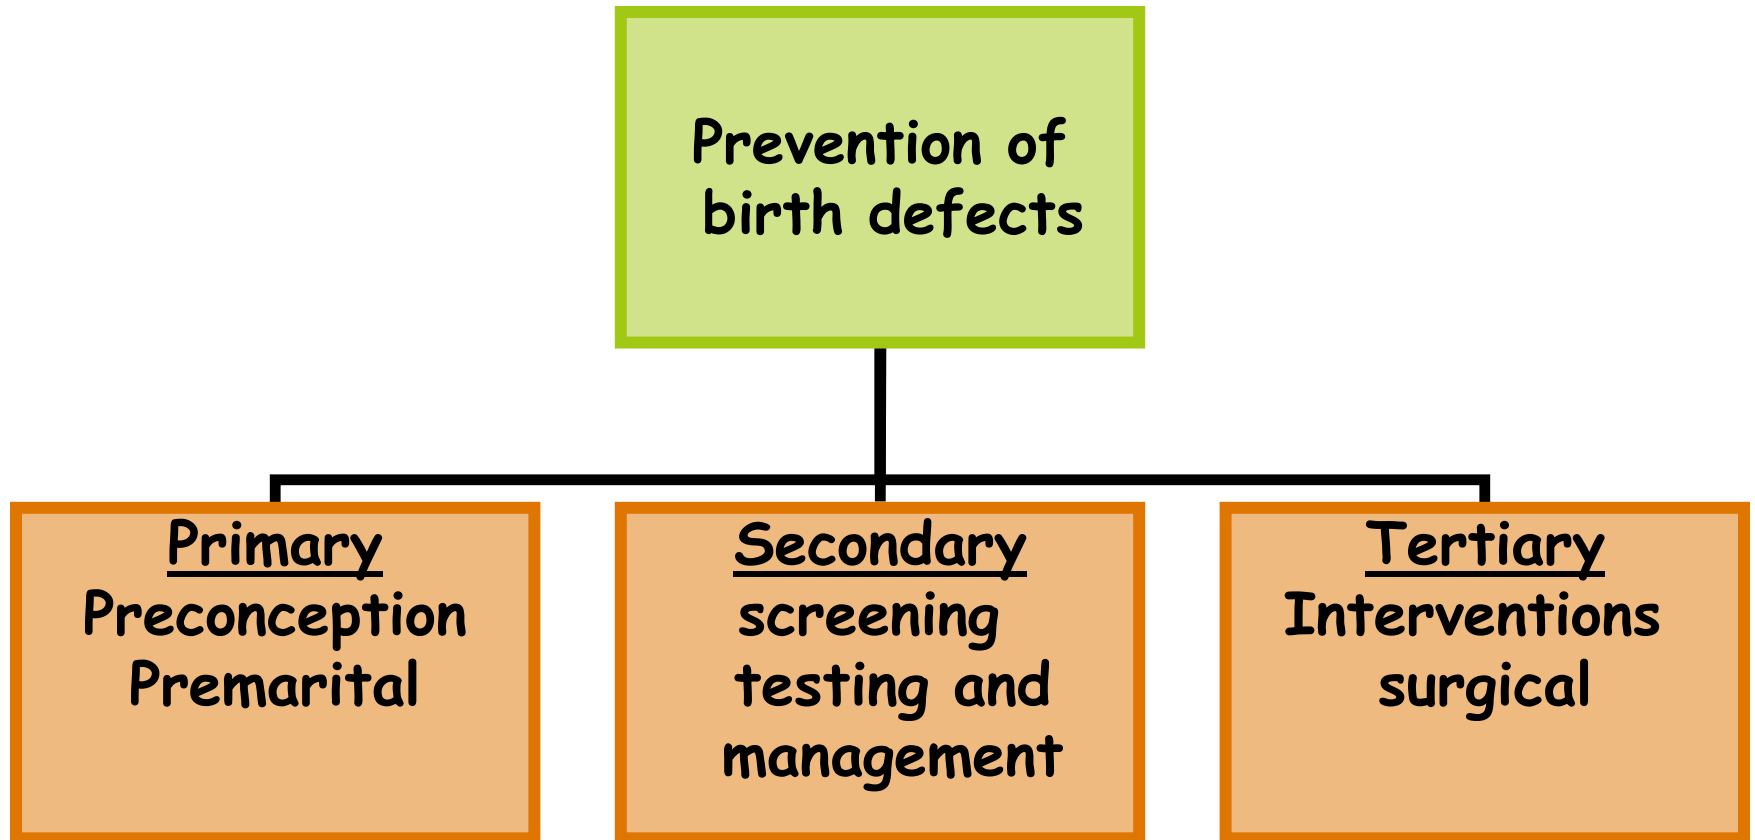 Prevention of
birth defects
Primary
Preconception
Premarital
Secondary
screening
testing and
management
Tertiary
Interventions
surgical